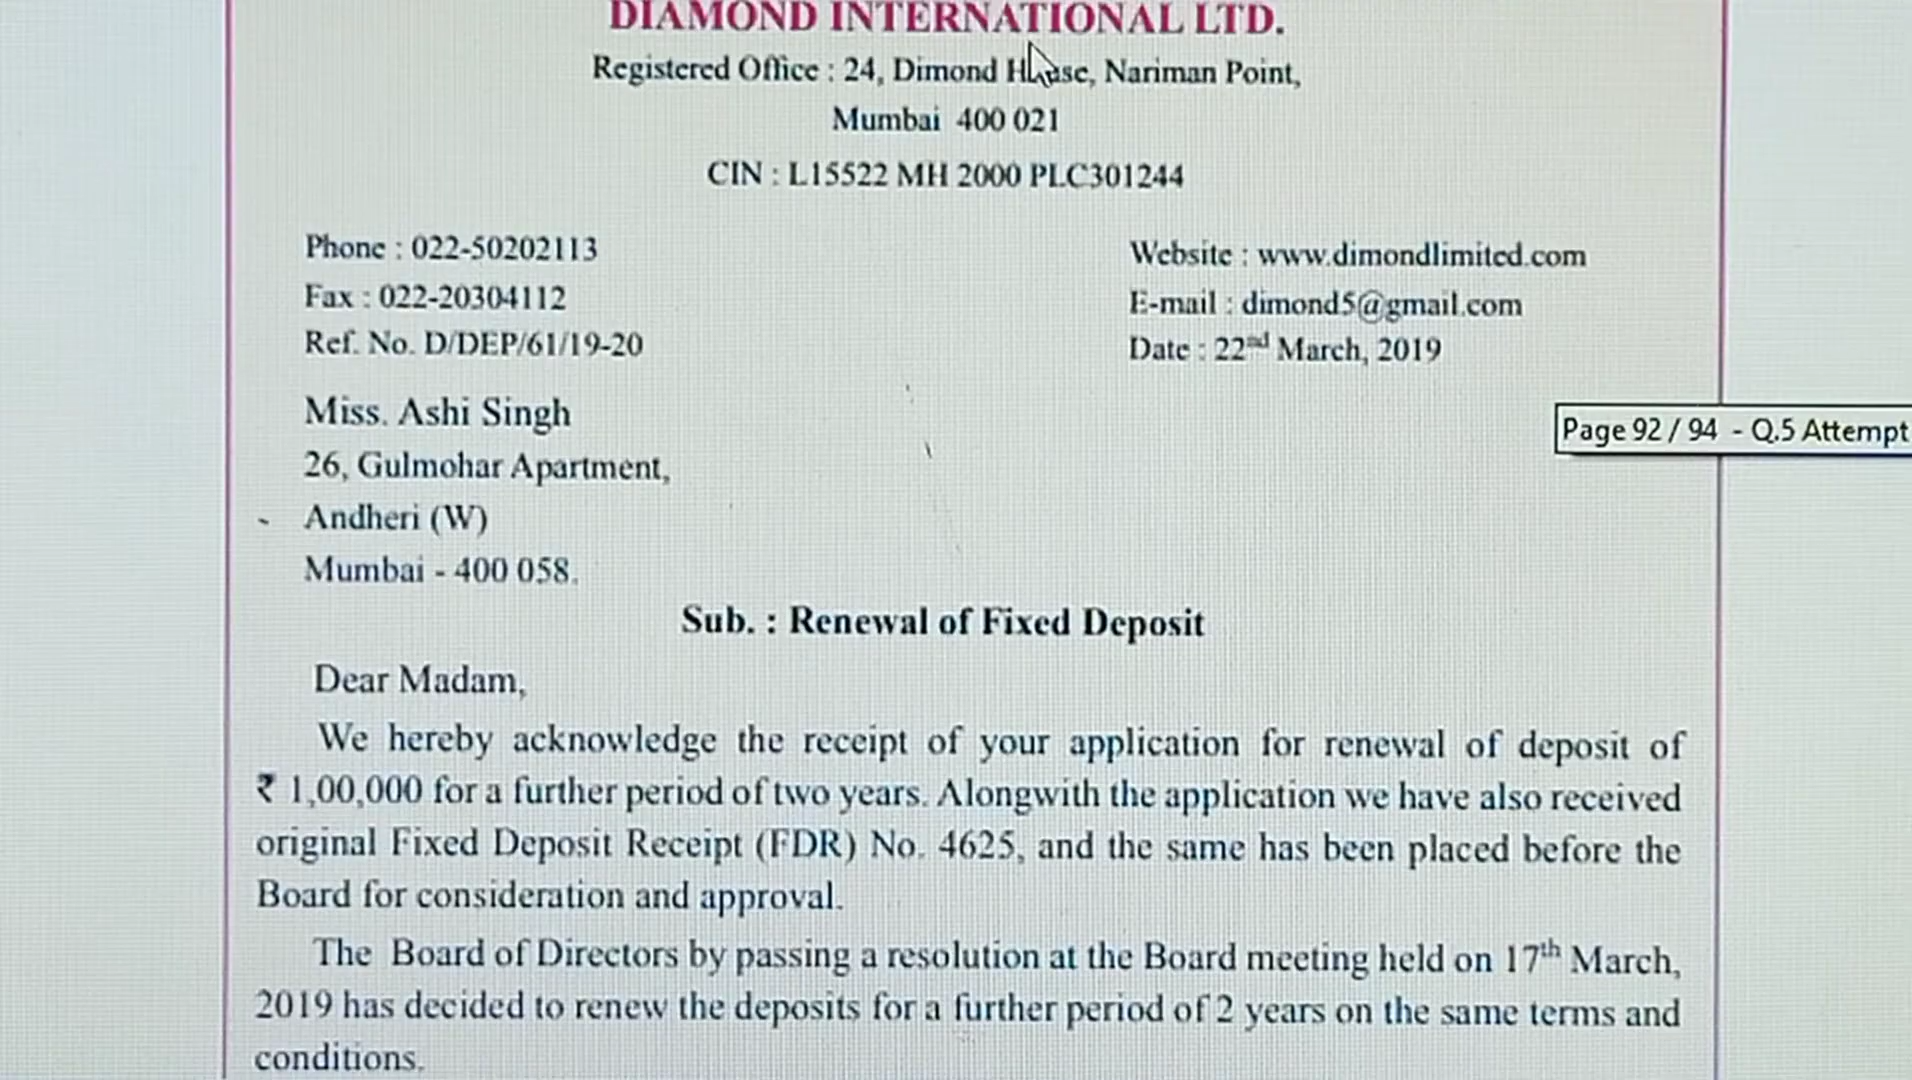 DIAMOND INTERNATIONAL LTD.
Registered Office : 24, Dimond House, Nariman Point,
Mumbai 400 021
CIN : L15522 MH 2000 PLC301244
Phone : 022-50202113
Website : www.dimondlimited.com
Fax : 022-20304112
E-mail : dimond5@gmail.com
Ref. No. D/DEP/61/19-20
Date : 22nd March, 2019
Miss. Ashi Singh
Page 92 / 94 - Q.5 Attempt
26, Gulmohar Apartment,
Andheri (W)
Mumbai - 400 058.
Sub. : Renewal of Fixed Deposit
Dear Madam,
We hereby acknowledge the receipt of your application for renewal of deposit of
₹ 1,00,000 for a further period of two years. Alongwith the application we have also received
original Fixed Deposit Receipt (FDR) No. 4625, and the same has been placed before the
Board for consideration and approval.
The Board of Directors by passing a resolution at the Board meeting held on 17th March,
2019 has decided to renew the deposits for a further period of 2 years on the same terms and
conditions.